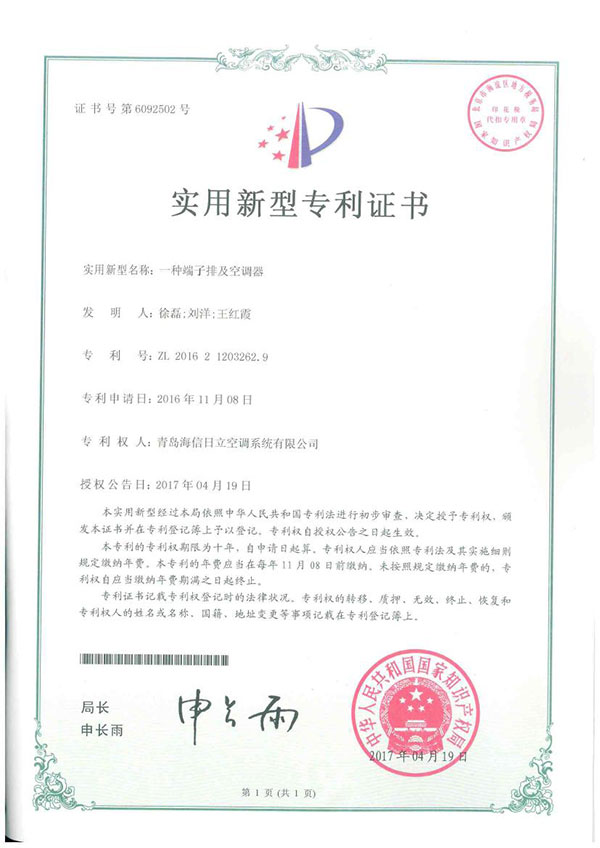 证书号第6092502号
印花税
代扣专用章
国家知识产权局
实用新型专利证书
实用新型名称：一种端子排及空调器
发 明 人：徐磊;刘洋;王红霞
专 利 号：ZL 2016 2 1203262.9
专利申请日：2016年11月08日
专 利 权 人：青岛海信日立空调系统有限公司
授权公告日：2017年04月19日
本实用新型经过本局依照中华人民共和国专利法进行初步审查，决定授予专利权，颁
发本证书并在专利登记簿上予以登记。专利权自授权公告之日起生效。
本专利的专利权期限为十年，自申请日起算。专利权人应当依照专利法及其实施细则
规定缴纳年费。本专利的年费应当在每年11月08日前缴纳。未按照规定缴纳年费的，专
利权自应当缴纳年费期满之日起终止。
专利证书记载专利权登记时的法律状况。专利权的转移、质押、无效、终止、恢复和
专利权人的姓名或名称、国籍、地址变更等事项记载在专利登记簿上。
局长
申长雨
申长雨
中华人民共和国国家知识产权局
2017年04月19日
第1页(共1页)